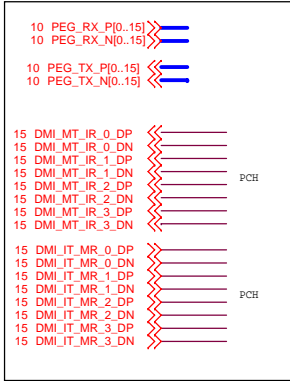 10 PEG_RX_P[0..15]
10 PEG_RX_N[0..15]
10 PEG_TX_P[0..15]
10 PEG_TX_N[0..15]
15 DMI_MT_IR_0_DP
15 DMI_MT_IR_0_DN
15 DMI_MT_IR_1_DP
15 DMI_MT_IR_1_DN PCH
15 DMI_MT_IR_2_DP
15 DMI_MT_IR_2_DN
15 DMI_MT_IR_3_DP
15 DMI_MT_IR_3_DN
15 DMI_IT_MR_0_DP
15 DMI_IT_MR_0_DN
15 DMI_IT_MR_1_DP
15 DMI_IT_MR_1_DN PCH
15 DMI_IT_MR_2_DP
15 DMI_IT_MR_2_DN
15 DMI_IT_MR_3_DP
15 DMI_IT_MR_3_DN